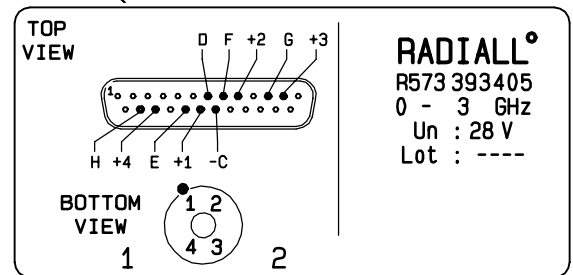 TOP
VIEW
D F +2 G +3
1
H +4 E +1 -C
BOTTOM
VIEW
1 2
4 3
1 2
RADIALL°
R573 393405
0 - 3 GHz
Un : 28 V
Lot : ----